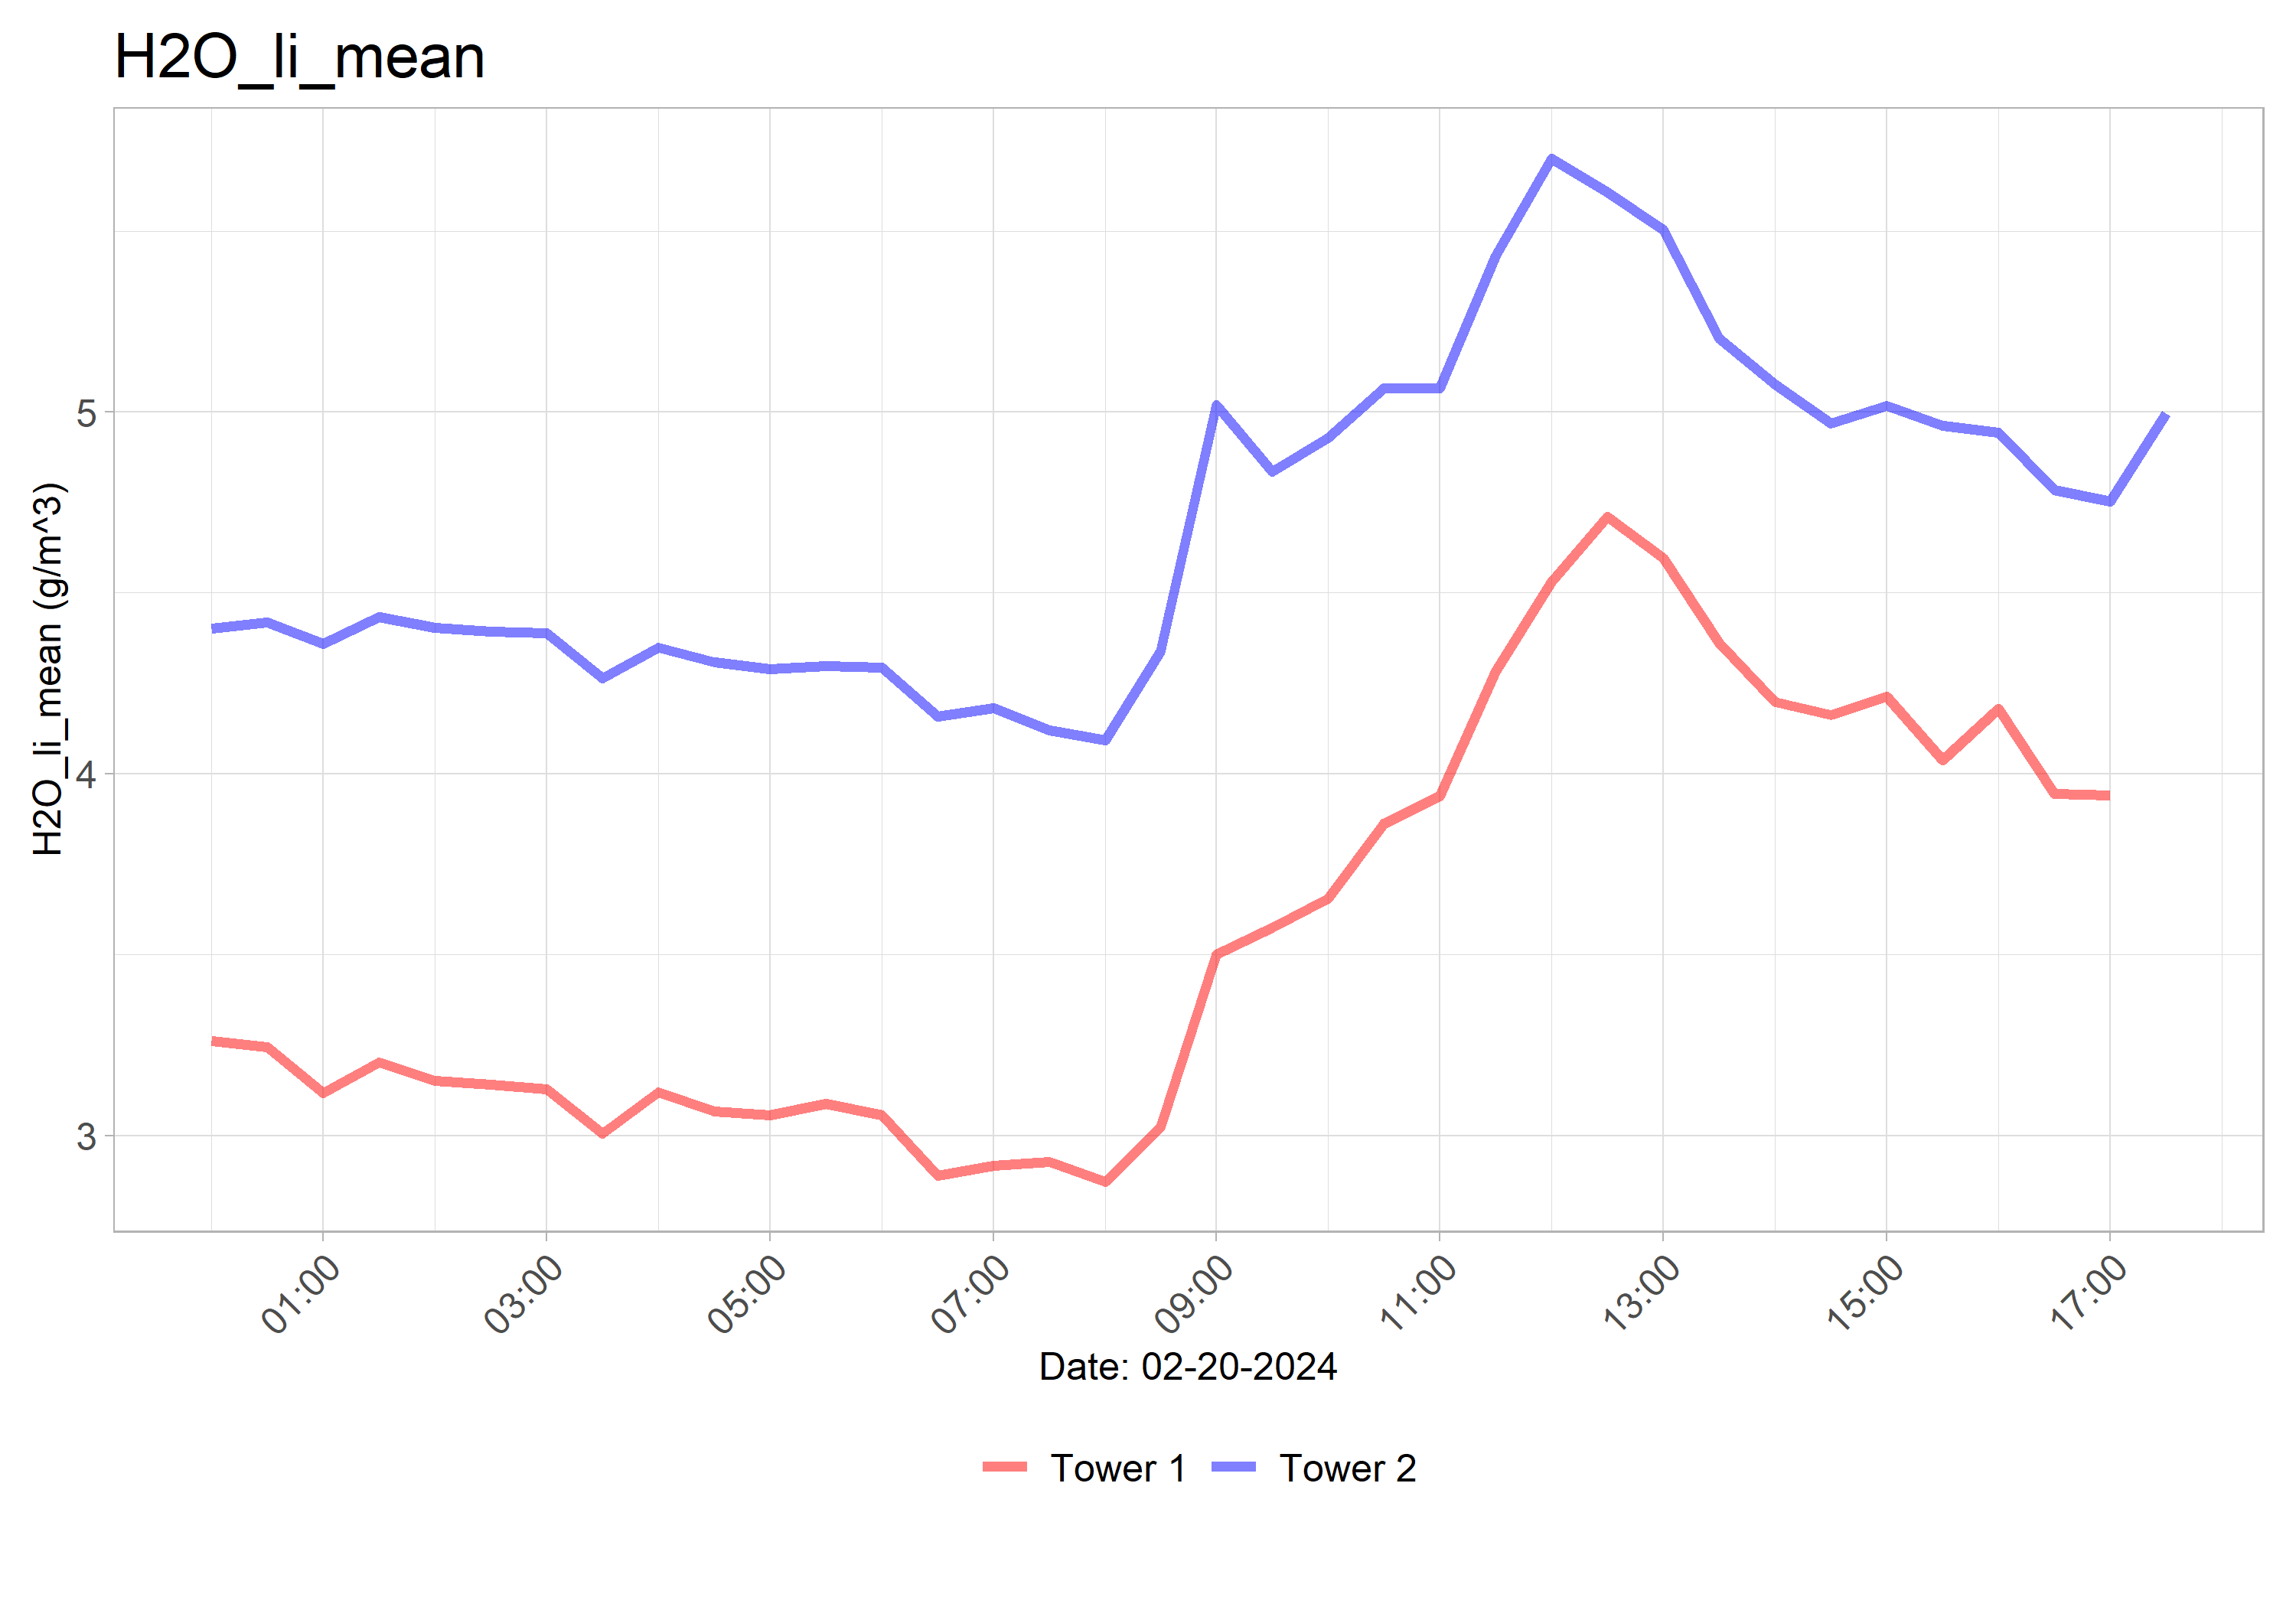 H2O_li_mean
H2O_li_mean (g/m^3)
5
4
3
01:00 03:00 05:00 07:00 09:00 11:00 13:00 15:00 17:00
Date: 02-20-2024
Tower 1 Tower 2